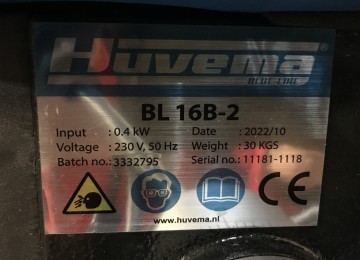 Huvema®
BLUE-LINE
BL 16B-2
Input : 0.4 kW Date : 2022/10
Voltage : 230 V, 50 Hz Weight : 30 KGS
Batch no.: 3332795 Serial no.: 11181-1118
CE
www.huvema.nl